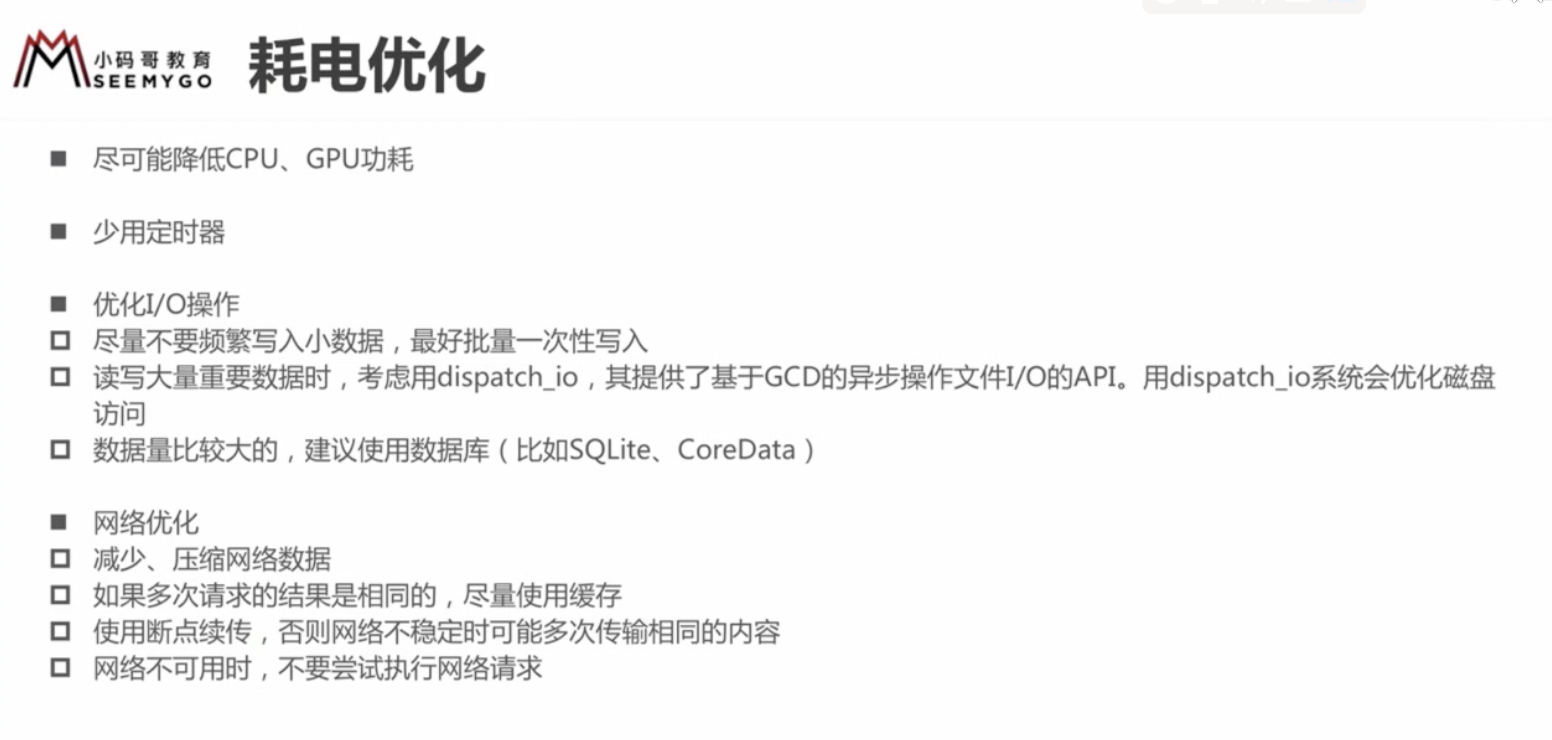 小码哥教育
SEEMYGO
耗电优化
尽可能降低CPU、GPU功耗
少用定时器
优化I/O操作
尽量不要频繁写入小数据，最好批量一次性写入
读写大量重要数据时，考虑用dispatch_io，其提供了基于GCD的异步操作文件I/O的API。用dispatch_io系统会优化磁盘
访问
数据量比较大的，建议使用数据库（比如SQLite、CoreData）
网络优化
减少、压缩网络数据
如果多次请求的结果是相同的，尽量使用缓存
使用断点续传，否则网络不稳定时可能多次传输相同的内容
网络不可用时，不要尝试执行网络请求